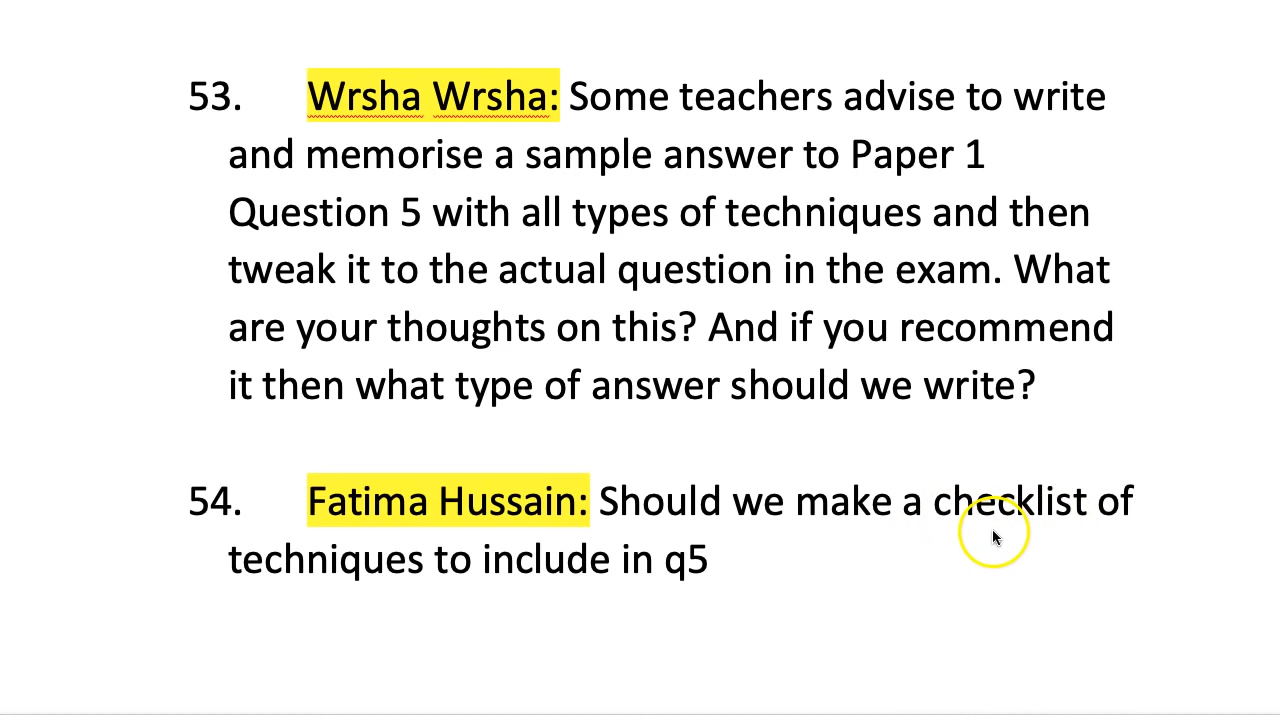 53. Wrsha Wrsha: Some teachers advise to write
and memorise a sample answer to Paper 1
Question 5 with all types of techniques and then
tweak it to the actual question in the exam. What
are your thoughts on this? And if you recommend
it then what type of answer should we write?
54. Fatima Hussain: Should we make a checklist of
techniques to include in q5